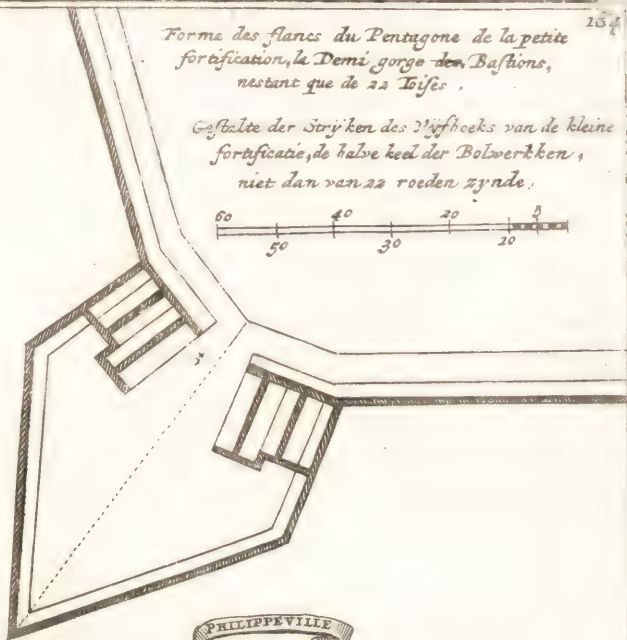 Forme des flancs du Pentagone de la petite
fortification, la Demi gorge des Bastions,
nestant que de 22 Toises.
Gestalte der Stryken des Vyfhoeks van de kleine
fortificatie, de halve keel der Bolwerkken,
niet dan van 22 roeden zynde.
60 40 20 5
50 30 10
PHILIPPEVILLE